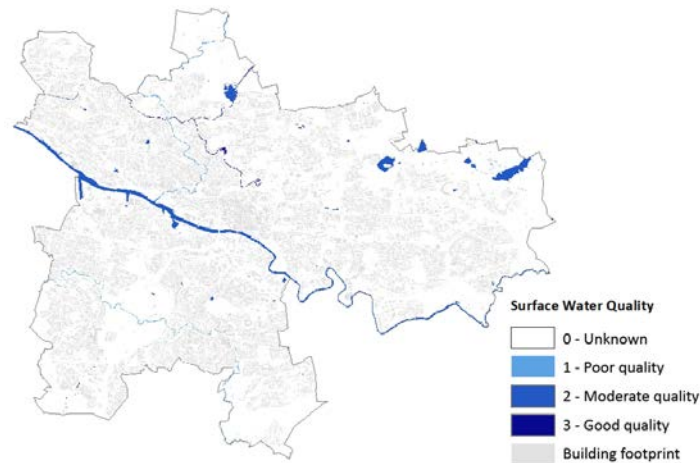 Surface Water Quality
0 - Unknown
1 - Poor quality
2 - Moderate quality
3 - Good quality
Building footprint